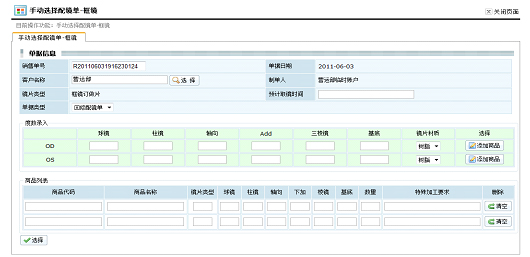 手动选择配镜单-框镜
关闭页面
目前操作功能: 手动选择配镜单-框镜
手动选择配镜单-框镜
单据信息
销售单号 R201106031916230124 单据日期 2011-06-03
客户名称 营运部 选 择 制单人 营运部临时账户
镜片类型 框镜订做片 预计取镜时间
单据类型 回给配镜单
度数录入
球镜 柱镜 轴向 Add 三棱镜 基底 镜片材质 选择
OD 树脂 添加商品
OS 树脂 添加商品
商品列表
商品代码 商品名称 镜片类型 球镜 柱镜 轴向 下加 棱镜 基底 数量 特殊加工要求 删除
清空
清空
选择